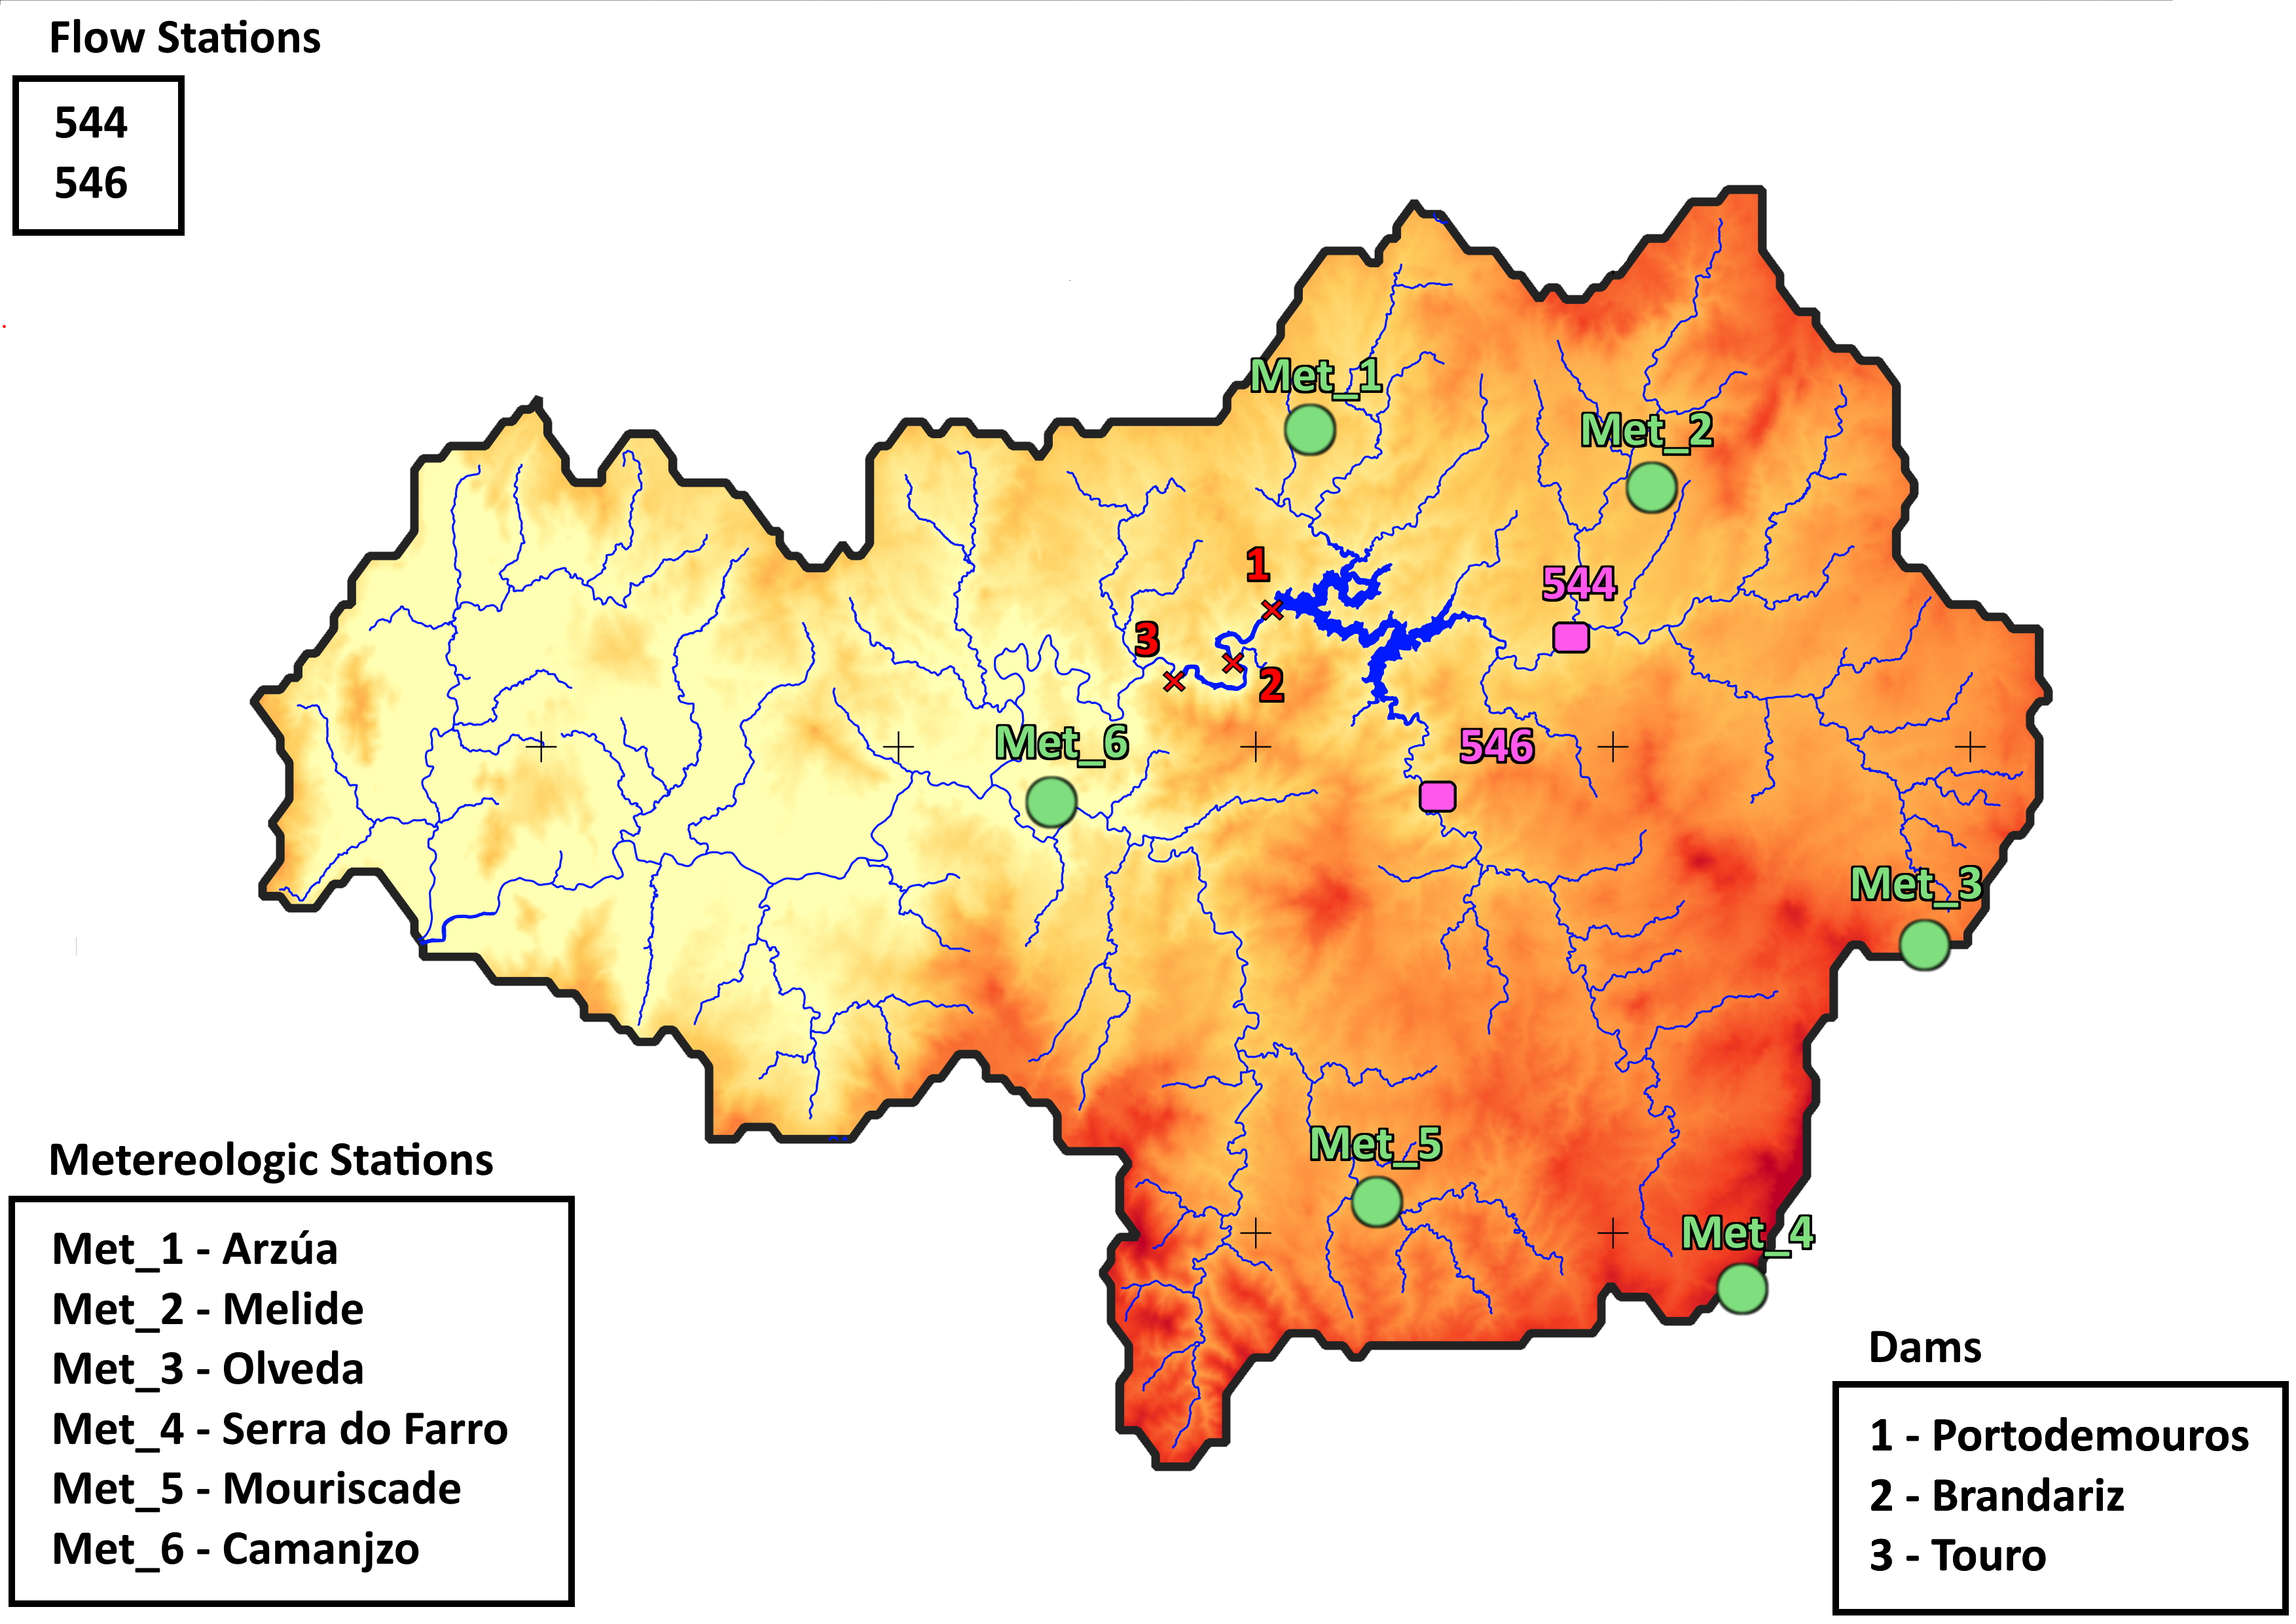 Flow Stations
544
546
Met_1
Met_2
1
544
3
2
Met_6
546
Met_3
Met_5
Met_4
Metereologic Stations
Met_1 - Arzúa
Met_2 - Melide
Met_3 - Olveda
Met_4 - Serra do Farro
Met_5 - Mouriscade
Met_6 - Camanjzo
Dams
1 - Portodemouros
2 - Brandariz
3 - Touro